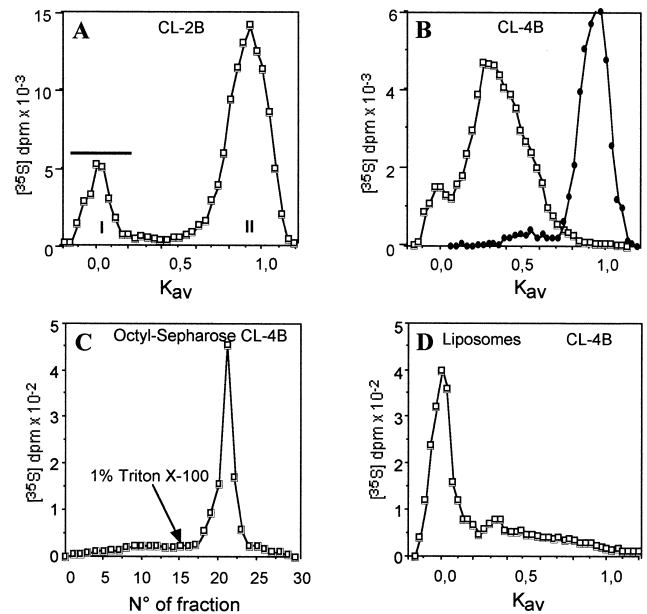 A CL-2B
15
10
5
0
[35S] dpm x 10-3
I II
0,0 0,5 1,0
Kav
B CL-4B
6
4
2
0
[35S] dpm x 10-3
0,0 0,5 1,0
Kav
C Octyl-Sepharose CL-4B
5
4
3
2
1
0
[35S] dpm x 10-2
1% Triton X-100
0 5 10 15 20 25 30
N° of fraction
D Liposomes CL-4B
5
4
3
2
1
0
[35S] dpm x 10-2
0,0 0,5 1,0
Kav